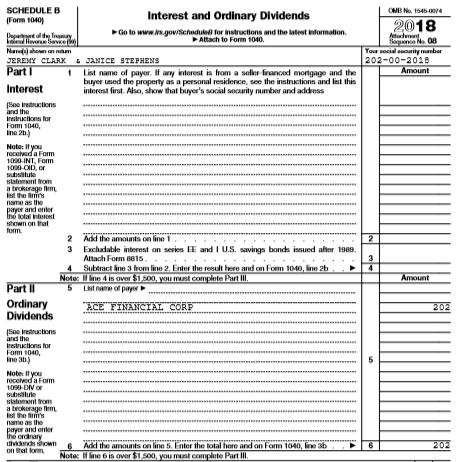 SCHEDULE B
(Form 1040)
Department of the Treasury
Internal Revenue Service (99)
Interest and Ordinary Dividends
▶ Go to www.irs.gov/ScheduleB for instructions and the latest information.
▶ Attach to Form 1040.
OMB No. 1545-0074
2018
Attachment
Sequence No. 08
Name(s) shown on return
JEREMY CLARK & JANICE STEPHENS
Your social security number
202-00-2018
Part I
Interest
(See instructions
and the
instructions for
Form 1040,
line 2b.)
Note: If you
received a Form
1099-INT, Form
1099-OID, or
substitute
statement from
a brokerage firm,
list the firm's
name as the
payer and enter
the total interest
shown on that
form.
1 List name of payer. If any interest is from a seller-financed mortgage and the
buyer used the property as a personal residence, see the instructions and list this
interest first. Also, show that buyer's social security number and address
Amount
2 Add the amounts on line 1 . . . . . . . . . . . . . . . . 2
3 Excludable interest on series EE and I U.S. savings bonds issued after 1989.
Attach Form 8815 . . . . . . . . . . . . . . . . . . . 3
4 Subtract line 3 from line 2. Enter the result here and on Form 1040, line 2b . . ▶ 4
Note: If line 4 is over $1,500, you must complete Part III.
Amount
Part II
Ordinary
Dividends
(See instructions
and the
instructions for
Form 1040,
line 3b.)
Note: If you
received a Form
1099-DIV or
substitute
statement from
a brokerage firm,
list the firm's
name as the
payer and enter
the ordinary
dividends shown
on that form.
5 List name of payer ▶
ACE FINANCIAL CORP 202
5
6 Add the amounts on line 5. Enter the total here and on Form 1040, line 3b . . ▶ 6 202
Note: If line 6 is over $1,500, you must complete Part III.